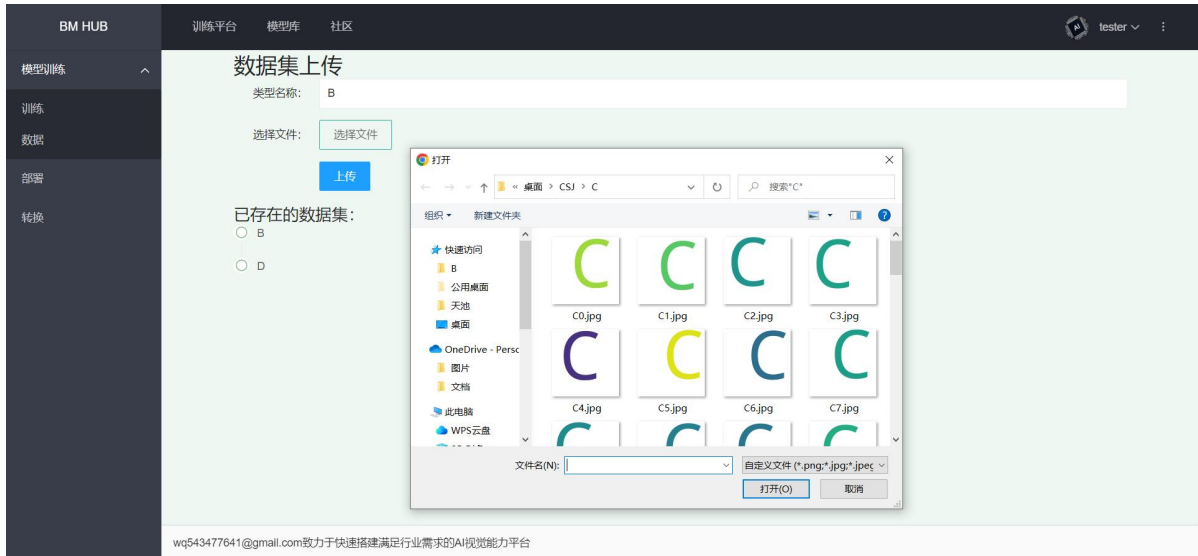 BM HUB
训练平台 模型库 社区
tester
模型训练
训练
数据
部署
转换
数据集上传
类型名称: B
选择文件: 选择文件
上传
已存在的数据集:
B
D
打开
« 桌面 > CSJ > C
搜索"C"
组织 新建文件夹
快速访问
B
公用桌面
天池
桌面
OneDrive - Persc
图片
文档
此电脑
WPS云盘
C0.jpg C1.jpg C2.jpg C3.jpg
C4.jpg C5.jpg C6.jpg C7.jpg
文件名(N):
自定义文件 (*.png;*.jpg;*.jpeg
打开(O) 取消
wq543477641@gmail.com致力于快速搭建满足行业需求的AI视觉能力平台